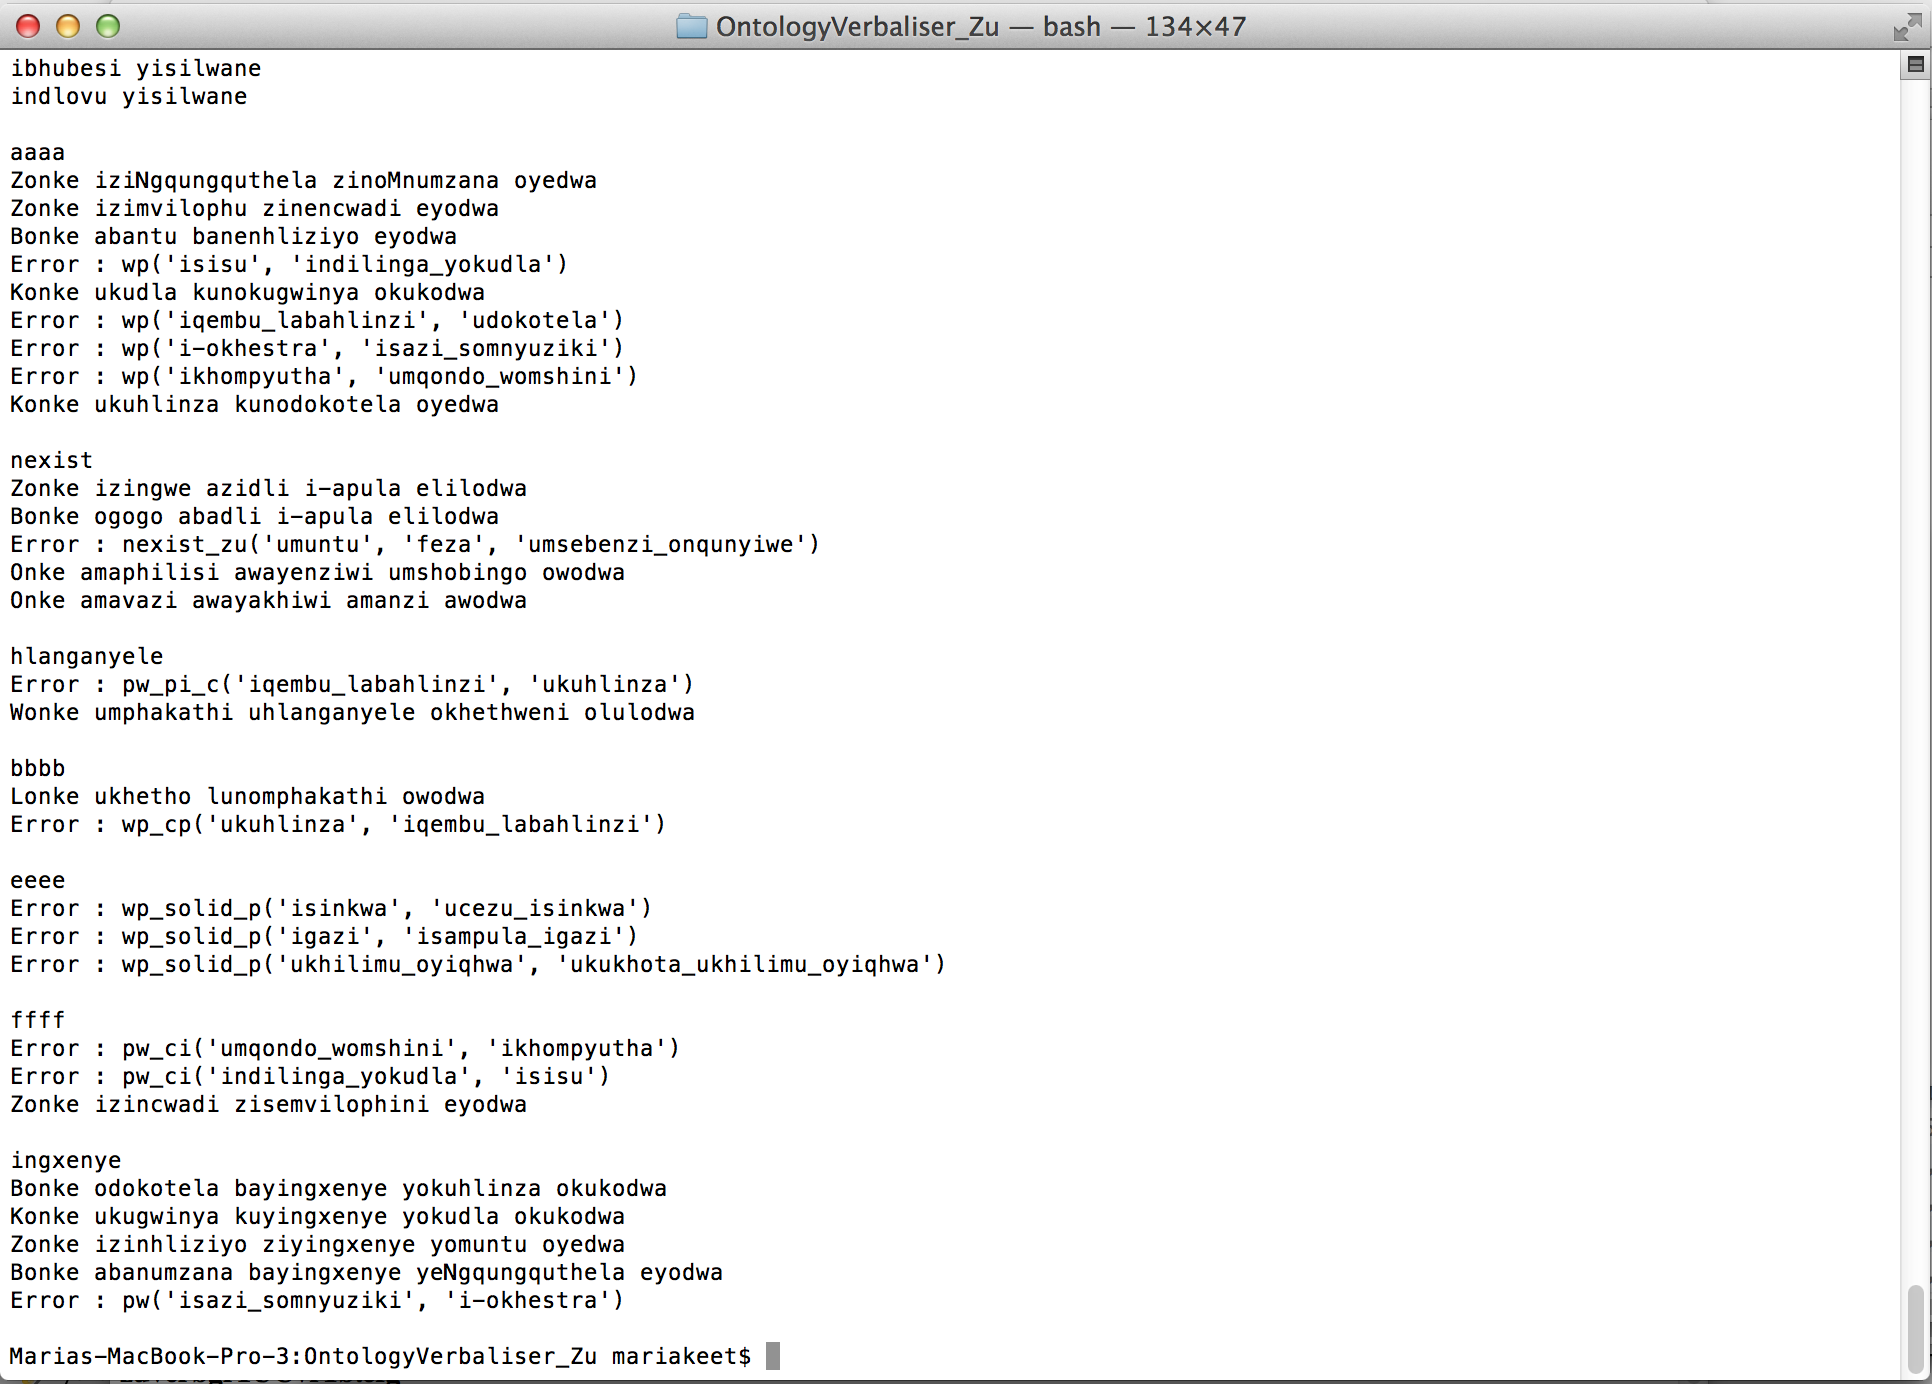 OntologyVerbaliser_Zu — bash — 134×47
ibhubesi yisilwane
indlovu yisilwane
aaaa
Zonke iziNgqungquthela zinoMnumzana oyedwa
Zonke izimvilophu zinencwadi eyodwa
Bonke abantu banenhliziyo eyodwa
Error : wp('isisu', 'indilinga_yokudla')
Konke ukudla kunokugwinya okukodwa
Error : wp('iqembu_labahlinzi', 'udokotela')
Error : wp('i-okhestra', 'isazi_somnyuziki')
Error : wp('ikhompyutha', 'umqondo_womshini')
Konke ukuhlinza kunodokotela oyedwa
nexist
Zonke izingwe azidli i-apula elilodwa
Bonke ogogo abadli i-apula elilodwa
Error : nexist_zu('umuntu', 'feza', 'umsebenzi_onqunyiwe')
Onke amaphilisi awayenziwi umshobingo owodwa
Onke amavazi awayakhiwi amanzi awodwa
hlanganyele
Error : pw_pi_c('iqembu_labahlinzi', 'ukuhlinza')
Wonke umphakathi uhlanganyele okhethweni olulodwa
bbbb
Lonke ukhetho lunomphakathi owodwa
Error : wp_cp('ukuhlinza', 'iqembu_labahlinzi')
eeee
Error : wp_solid_p('isinkwa', 'ucezu_isinkwa')
Error : wp_solid_p('igazi', 'isampula_igazi')
Error : wp_solid_p('ukhilimu_oyiqhwa', 'ukukhota_ukhilimu_oyiqhwa')
ffff
Error : pw_ci('umqondo_womshini', 'ikhompyutha')
Error : pw_ci('indilinga_yokudla', 'isisu')
Zonke izincwadi zisemvilophini eyodwa
ingxenye
Bonke odokotela bayingxenye yokuhlinza okukodwa
Konke ukugwinya kuyingxenye yokudla okukodwa
Zonke izinhliziyo ziyingxenye yomuntu oyedwa
Bonke abanumzana bayingxenye yeNgqungquthela eyodwa
Error : pw('isazi_somnyuziki', 'i-okhestra')
Marias-MacBook-Pro-3:OntologyVerbaliser_Zu mariakeet$